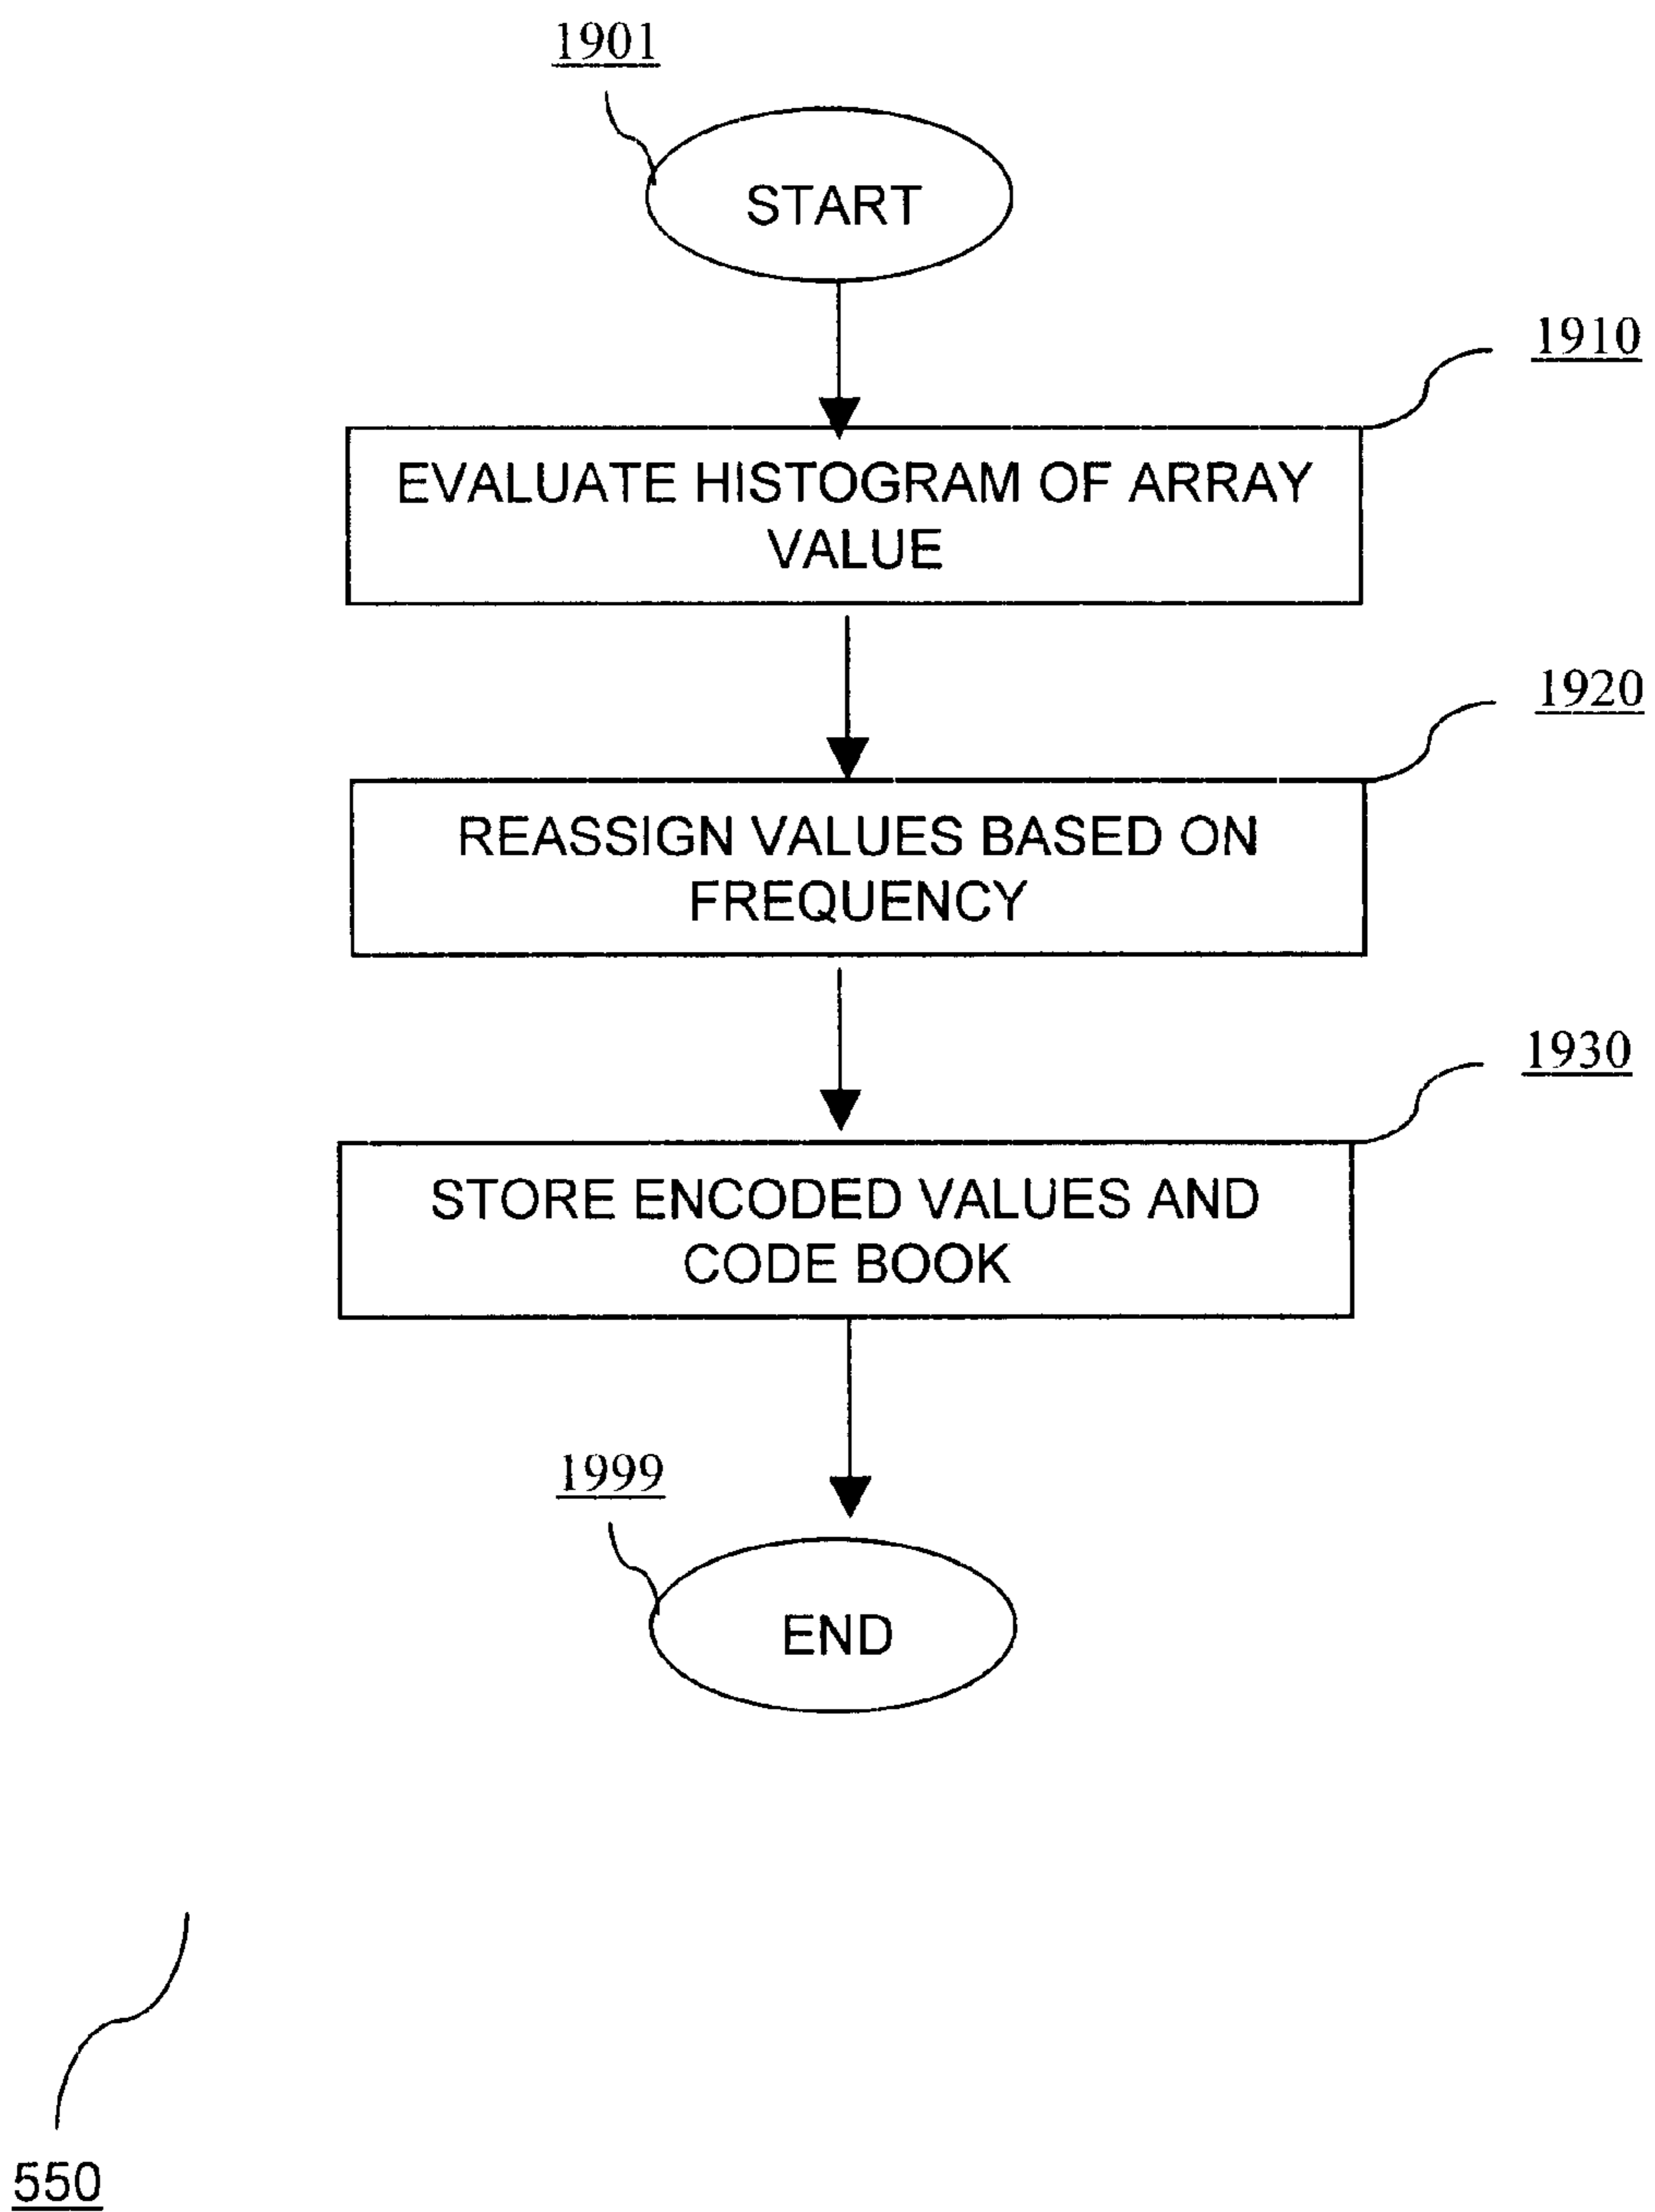 1901
START
1910
EVALUATE HISTOGRAM OF ARRAY
VALUE
1920
REASSIGN VALUES BASED ON
FREQUENCY
1930
STORE ENCODED VALUES AND
CODE BOOK
1999
END
550